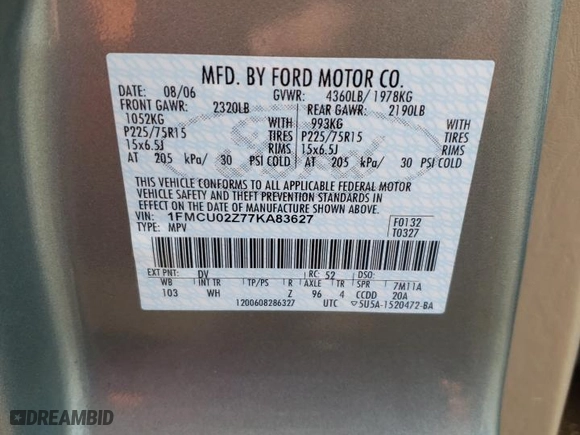 MFD. BY FORD MOTOR CO.
DATE: 08/06 GVWR: 4360LB/ 1978KG
FRONT GAWR: 2320LB REAR GAWR: 2190LB
1052KG WITH 993KG WITH
P225/75R15 TIRES P225/75R15 TIRES
15x6.5J RIMS 15x6.5J RIMS
AT 205 kPa/ 30 PSI COLD AT 205 kPa/ 30 PSI COLD
THIS VEHICLE CONFORMS TO ALL APPLICABLE FEDERAL MOTOR
VEHICLE SAFETY AND THEFT PREVENTION STANDARDS IN
EFFECT ON THE DATE OF MANUFACTURE SHOWN ABOVE.
VIN: 1FMCU02Z77KA83627 F0132
TYPE: MPV T0327
EXT PNT: DV RC: 52 DSO:
WB INT TR TP/PS R AXLE TR SPR 7M11A
103 WH Z 96 4 CCDD 20A
1200608286327 UTC 5U5A-1520472-BA
DREAMBID